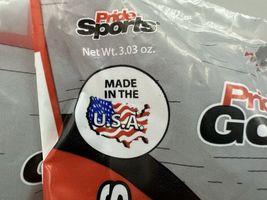 Pride
Sports
Net Wt. 3.03 oz.
MADE
IN THE
U.S.A.
Pri
Go
G
S